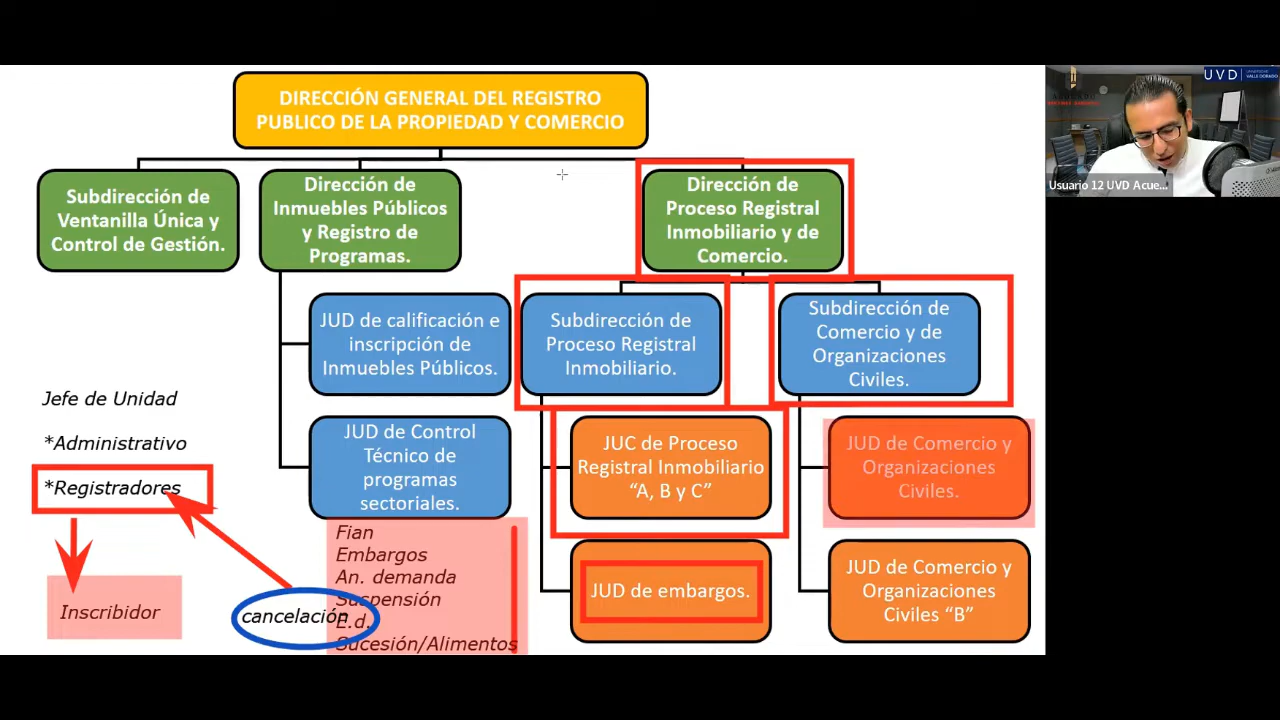 DIRECCIÓN GENERAL DEL REGISTRO
PUBLICO DE LA PROPIEDAD Y COMERCIO
Subdirección de
Ventanilla Única y
Control de Gestión.
Dirección de
Inmuebles Públicos
y Registro de
Programas.
Dirección de
Proceso Registral
Inmobiliario y de
Comercio.
JUD de calificación e
inscripción de
Inmuebles Públicos.
Subdirección de
Proceso Registral
Inmobiliario.
Subdirección de
Comercio y de
Organizaciones
Civiles.
JUD de Control
Técnico de
programas
sectoriales.
JUC de Proceso
Registral Inmobiliario
“A, B y C”
JUD de Comercio y
Organizaciones
Civiles.
JUD de embargos.
JUD de Comercio y
Organizaciones
Civiles “B”
Jefe de Unidad
*Administrativo
*Registradores
Inscribidor
cancelación
Fian
Embargos
An. demanda
Suspensión
E.d.
Sucesión/Alimentos
UVD
Usuario 12 UVD Acue...